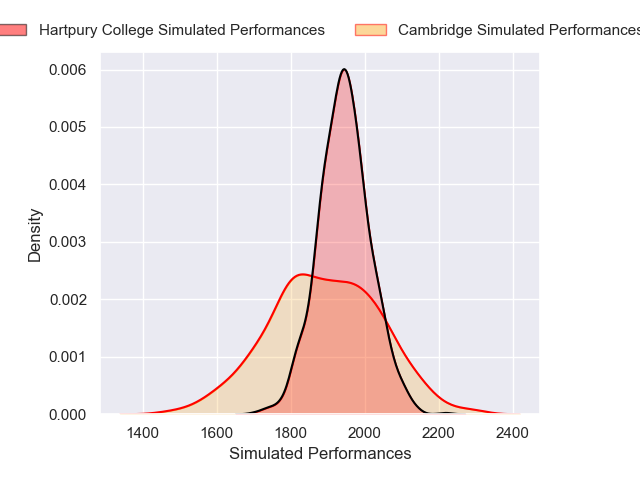 Hartpury College Simulated Performances Cambridge Simulated Performances
0.006
0.005
0.004
0.003
0.002
0.001
0.000
Density
1400 1600 1800 2000 2200 2400
Simulated Performances